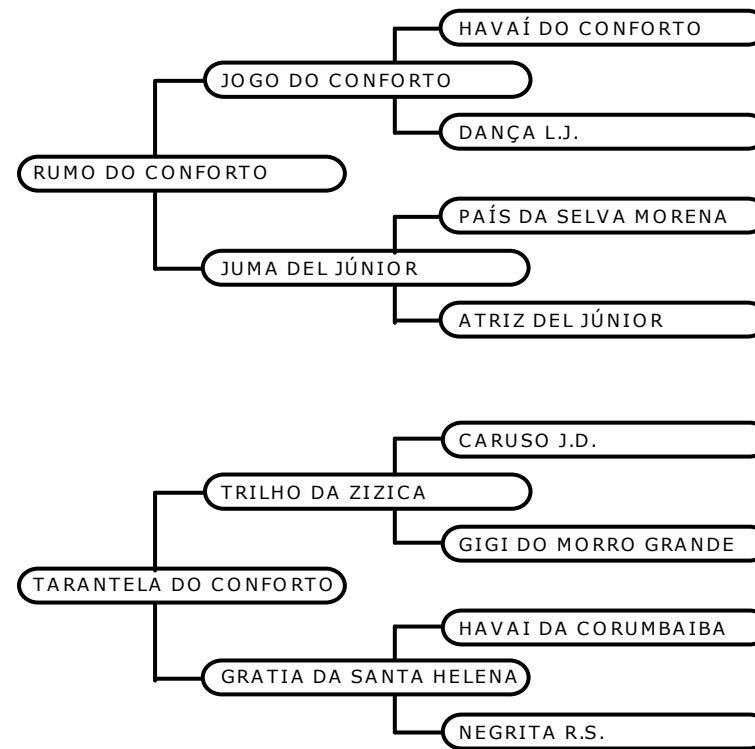 HAVAÍ DO CONFORTO
JOGO DO CONFORTO
DANÇA L.J.
RUMO DO CONFORTO
PAÍS DA SELVA MORENA
JUMA DEL JÚNIOR
ATRIZ DEL JÚNIOR
CARUSO J.D.
TRILHO DA ZIZICA
GIGI DO MORRO GRANDE
TARANTELA DO CONFORTO
HAVAI DA CORUMBAIBA
GRATIA DA SANTA HELENA
NEGRITA R.S.